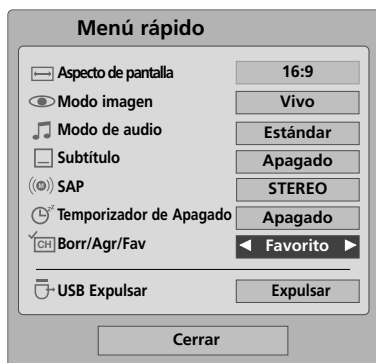 Menú rápido
Aspecto de pantalla 16:9
Modo imagen Vivo
Modo de audio Estándar
Subtítulo Apagado
SAP STEREO
Temporizador de Apagado Apagado
CH Borr/Agr/Fav ◄ Favorito ►
USB Expulsar Expulsar
Cerrar